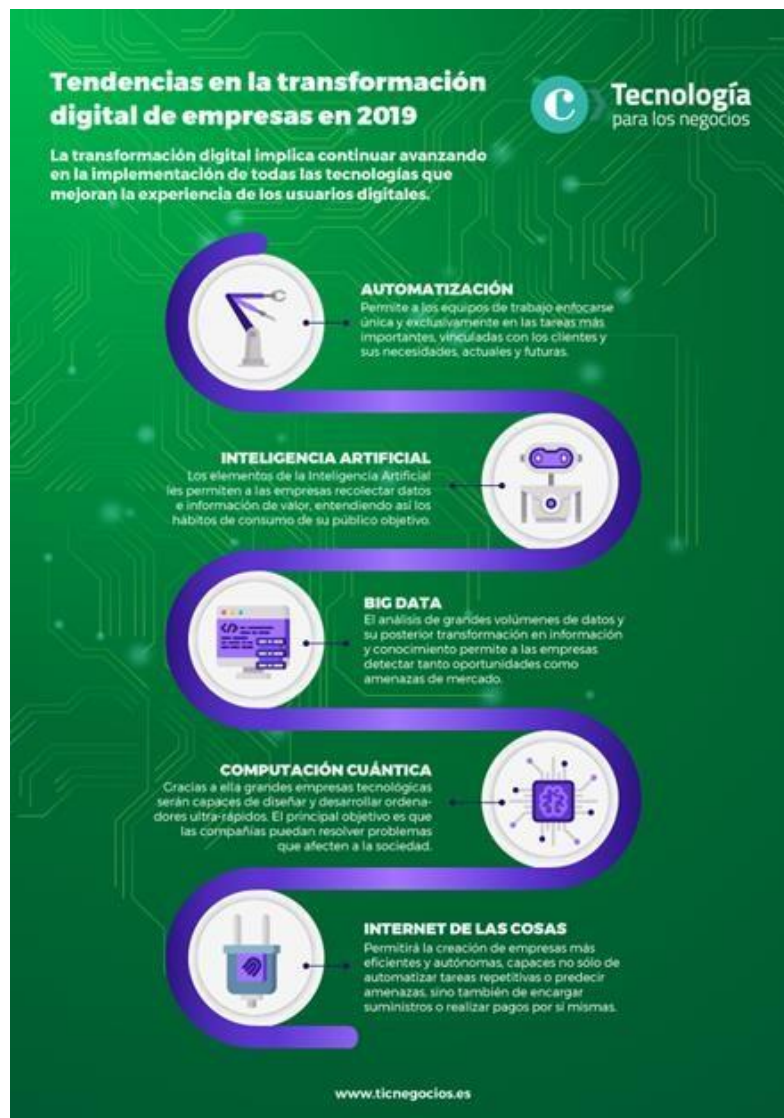 Tendencias en la transformación
digital de empresas en 2019
La transformación digital implica continuar avanzando
en la implementación de todas las tecnologías que
mejoran la experiencia de los usuarios digitales.
C
Tecnología
para los negocios
AUTOMATIZACIÓN
Permite a los equipos de trabajo enfocarse
única y exclusivamente en las tareas más
importantes, vinculadas con los clientes y
sus necesidades, actuales y futuras.
INTELIGENCIA ARTIFICIAL
Los elementos de la Inteligencia Artificial
les permiten a las empresas recolectar datos
e información de valor, entendiendo así los
hábitos de consumo de su público objetivo.
BIG DATA
El análisis de grandes volúmenes de datos y
su posterior transformación en información
y conocimiento permite a las empresas
detectar tanto oportunidades como
amenazas de mercado.
COMPUTACIÓN CUÁNTICA
Gracias a ella grandes empresas tecnológicas
serán capaces de diseñar y desarrollar ordena-
dores ultra-rápidos. El principal objetivo es que
las compañías puedan resolver problemas
que afecten a la sociedad.
INTERNET DE LAS COSAS
Permitirá la creación de empresas más
eficientes y autónomas, capaces no sólo de
automatizar tareas repetitivas o predecir
amenazas, sino también de encargar
suministros o realizar pagos por sí mismas.
www.ticnegocios.es